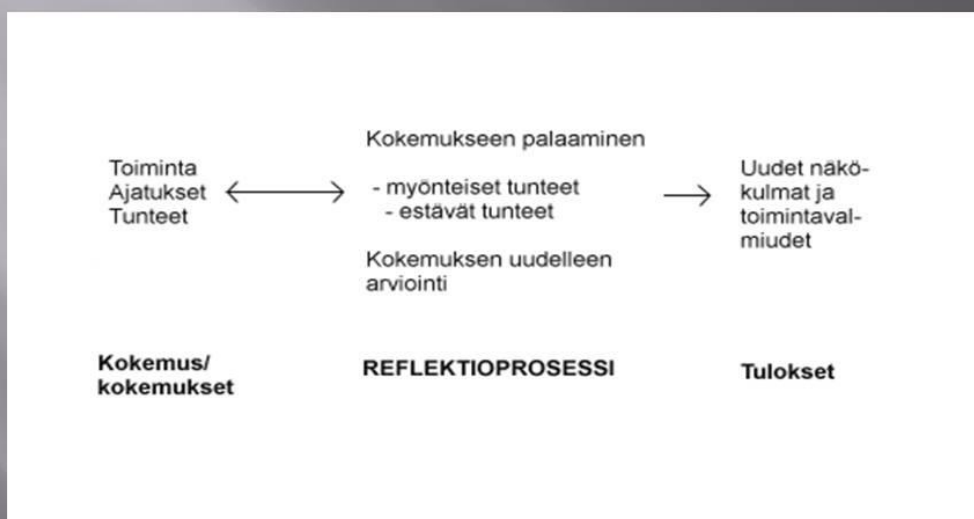 Toiminta
Ajatukset
Tunteet
Kokemukseen palaaminen
- myönteiset tunteet
- estävät tunteet
Kokemuksen uudelleen
arviointi
Uudet näkö-
kulmat ja
toimintaval-
miudet
Kokemus/
kokemukset
REFLEKTIOPROSESSI
Tulokset